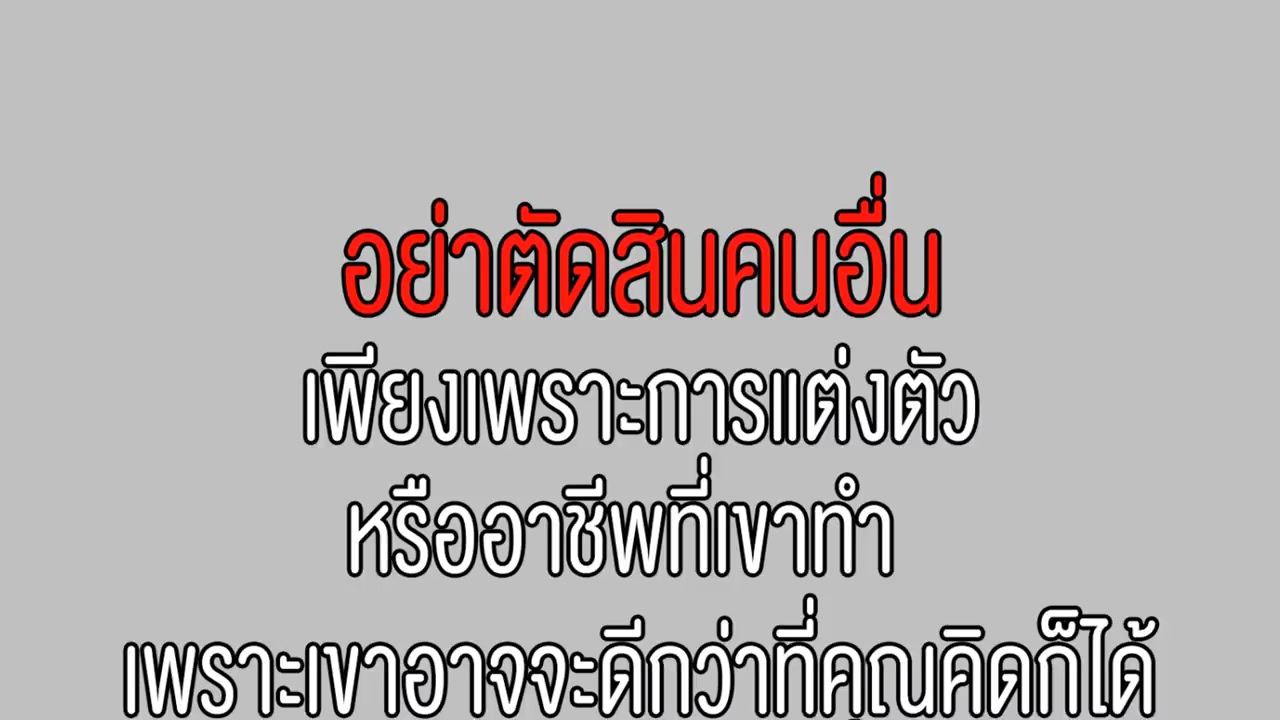 อย่าตัดสินคนอื่น
เพียงเพราะการแต่งตัว
หรืออาชีพที่เขาทำ
เพราะเขาอาจจะดีกว่าที่คุณคิดก็ได้